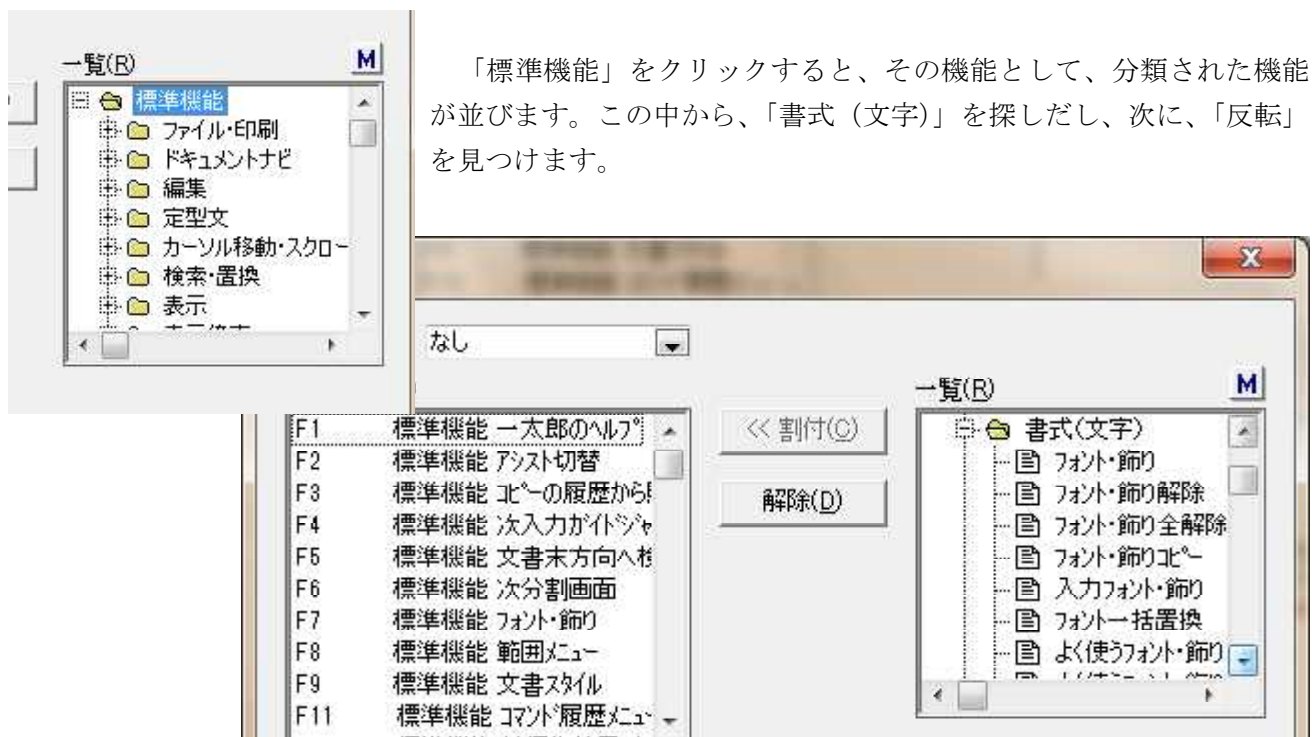 一覧(R)
M
標準機能
ファイル・印刷
ドキュメントナビ
編集
定型文
カーソル移動・スクロー
検索・置換
表示
「標準機能」をクリックすると、その機能として、分類された機能
が並びます。この中から、「書式（文字）」を探しだし、次に、「反転」
を見つけます。
なし
F1 標準機能 一太郎のヘルプ
F2 標準機能 アシスト切替
F3 標準機能 コピーの履歴から
F4 標準機能 次入力ガイドジャ
F5 標準機能 文書末方向へ検
F6 標準機能 次分割画面
F7 標準機能 フォント・飾り
F8 標準機能 範囲メニュー
F9 標準機能 文書スタイル
F11 標準機能 コマンド履歴メニュー
<< 割付(C)
解除(D)
一覧(R)
M
書式(文字)
フォント・飾り
フォント・飾り解除
フォント・飾り全解除
フォント・飾りコピー
入力フォント・飾り
フォント一括置換
よく使うフォント・飾り